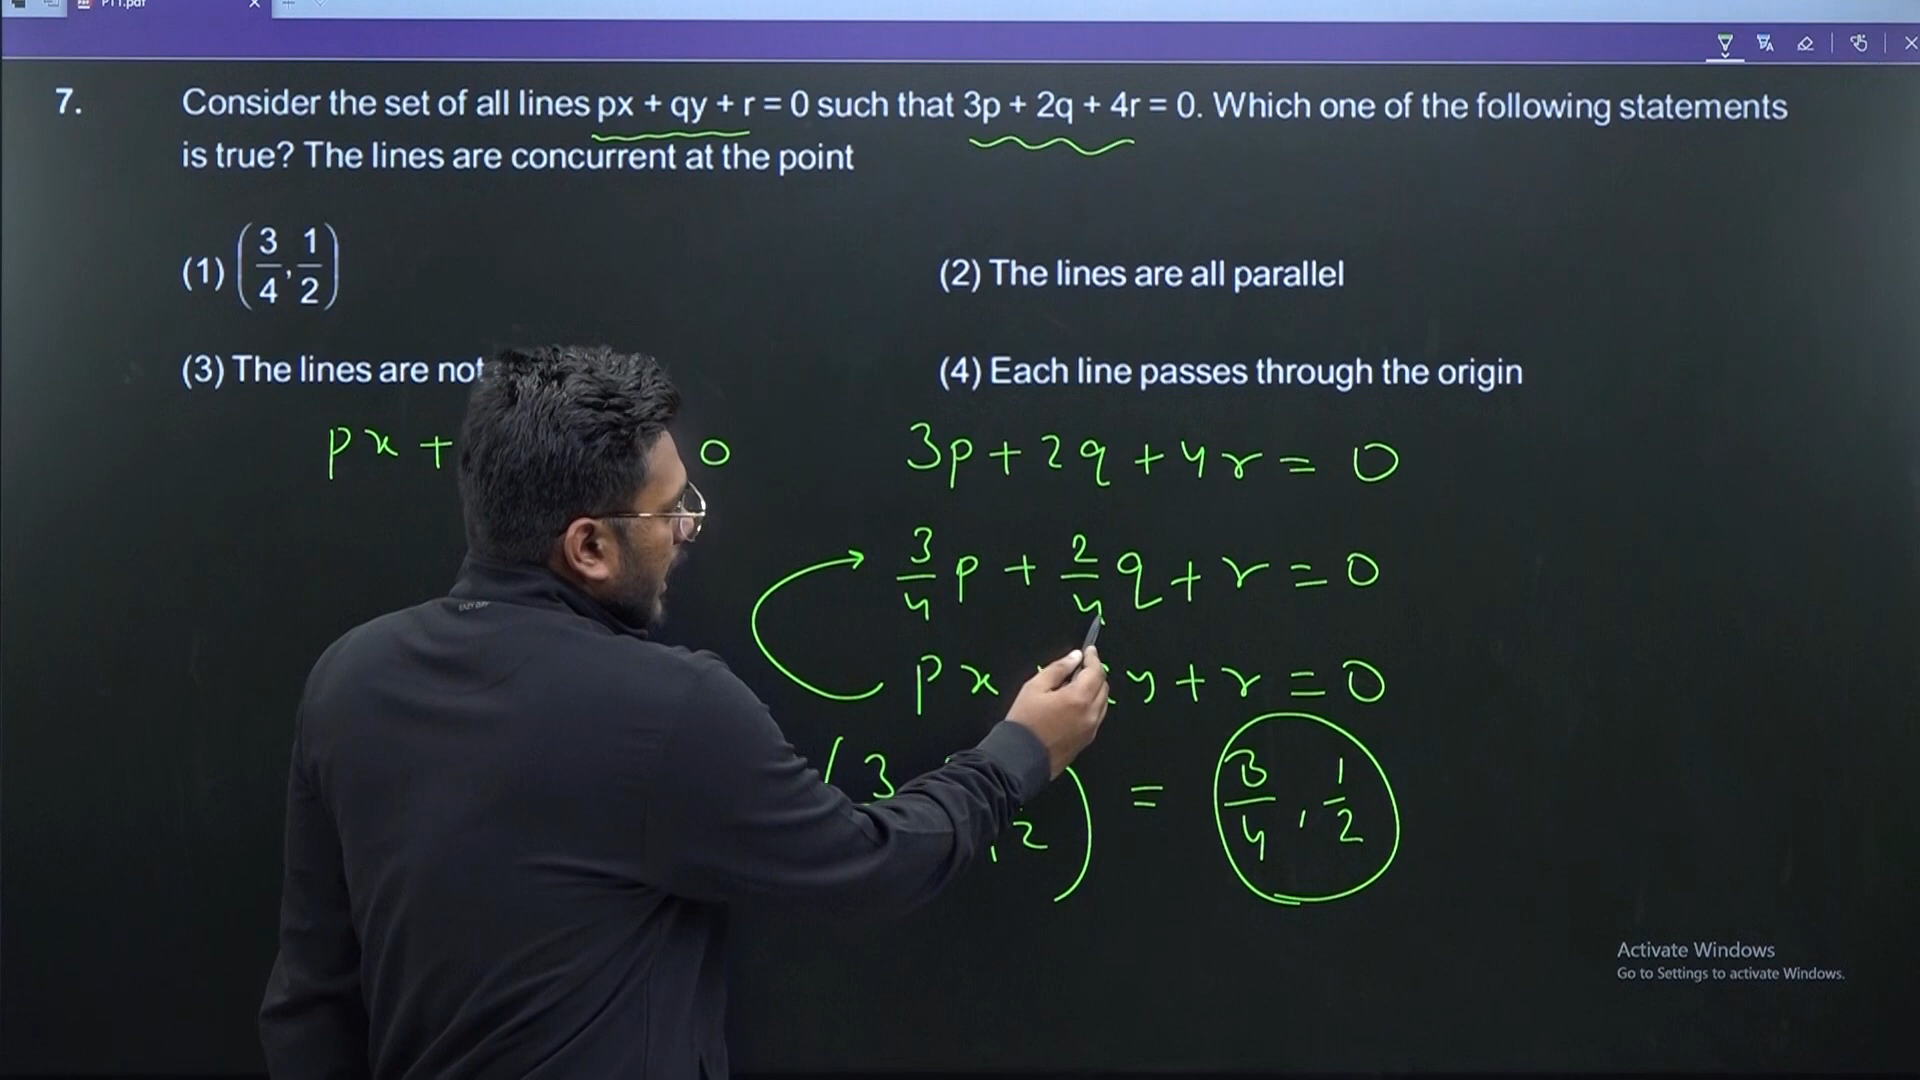 PT1.pdf
7. Consider the set of all lines px + qy + r = 0 such that 3p + 2q + 4r = 0. Which one of the following statements
is true? The lines are concurrent at the point
(1) (3/4, 1/2)
(2) The lines are all parallel
(3) The lines are not
(4) Each line passes through the origin
px + 0
3p + 2q + 4r = 0
3/4 p + 2/4 q + r = 0
px y + r = 0
( 3 , 2 ) = 3/4 , 1/2
EAZY DAY
Activate Windows
Go to Settings to activate Windows.